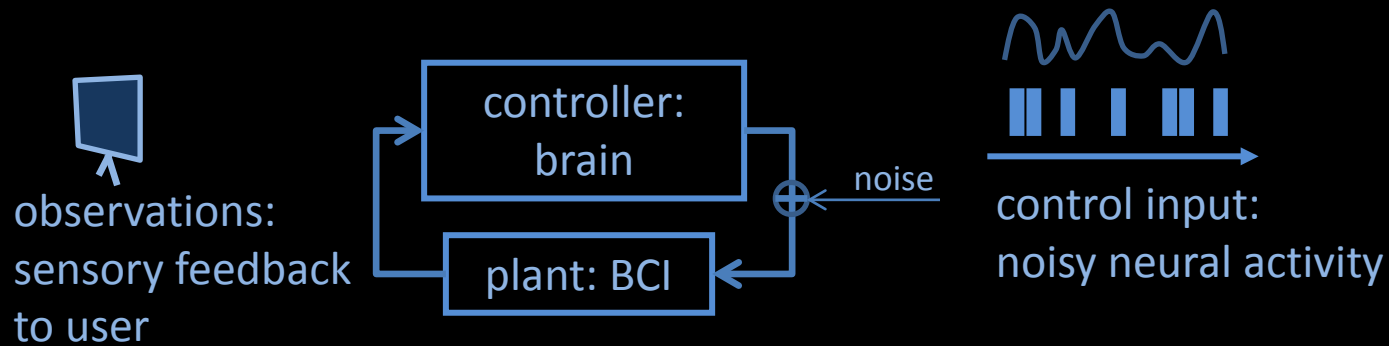 observations:
sensory feedback
to user
controller:
brain
noise
plant: BCI
control input:
noisy neural activity